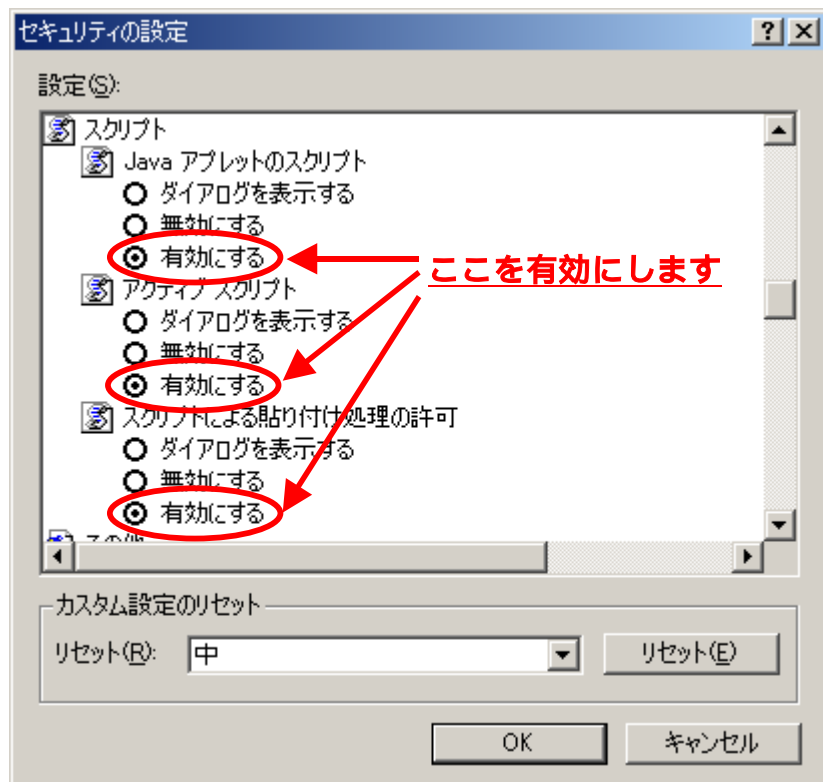 セキュリティの設定
設定(S):
スクリプト
Java アプレットのスクリプト
ダイアログを表示する
無効にする
有効にする
ここを有効にします
アクティブ スクリプト
ダイアログを表示する
無効にする
有効にする
スクリプトによる貼り付け処理の許可
ダイアログを表示する
無効にする
有効にする
その他
カスタム設定のリセット
リセット(R): 中 リセット(E)
OK キャンセル